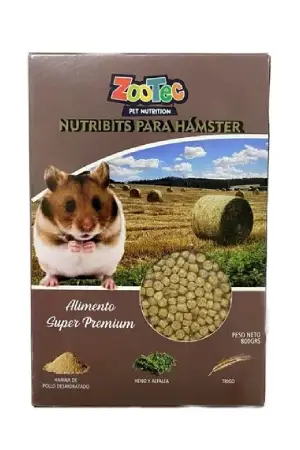 ZooTec
PET NUTRITION
NUTRIBITS PARA HÁMSTER
Alimento
Super Premium
PESO NETO
800GRS
HARINA DE
POLLO DESHIDRATADO
HENO Y ALFALFA
TRIGO